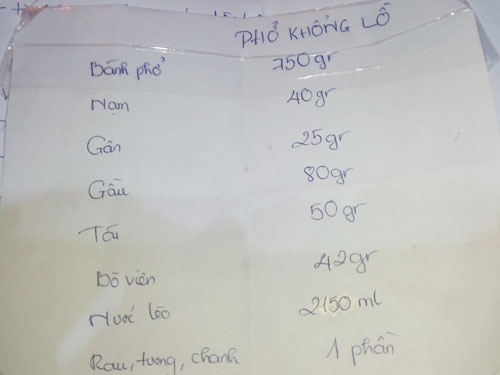 PHỞ KHỔNG LỒ
Bánh phở 750gr
Nạm 40gr
Gân 25gr
Gầu 80gr
Tái 50gr
Bò viên 42gr
Nước lèo 2150 ml
Rau, tương, chanh 1 phần